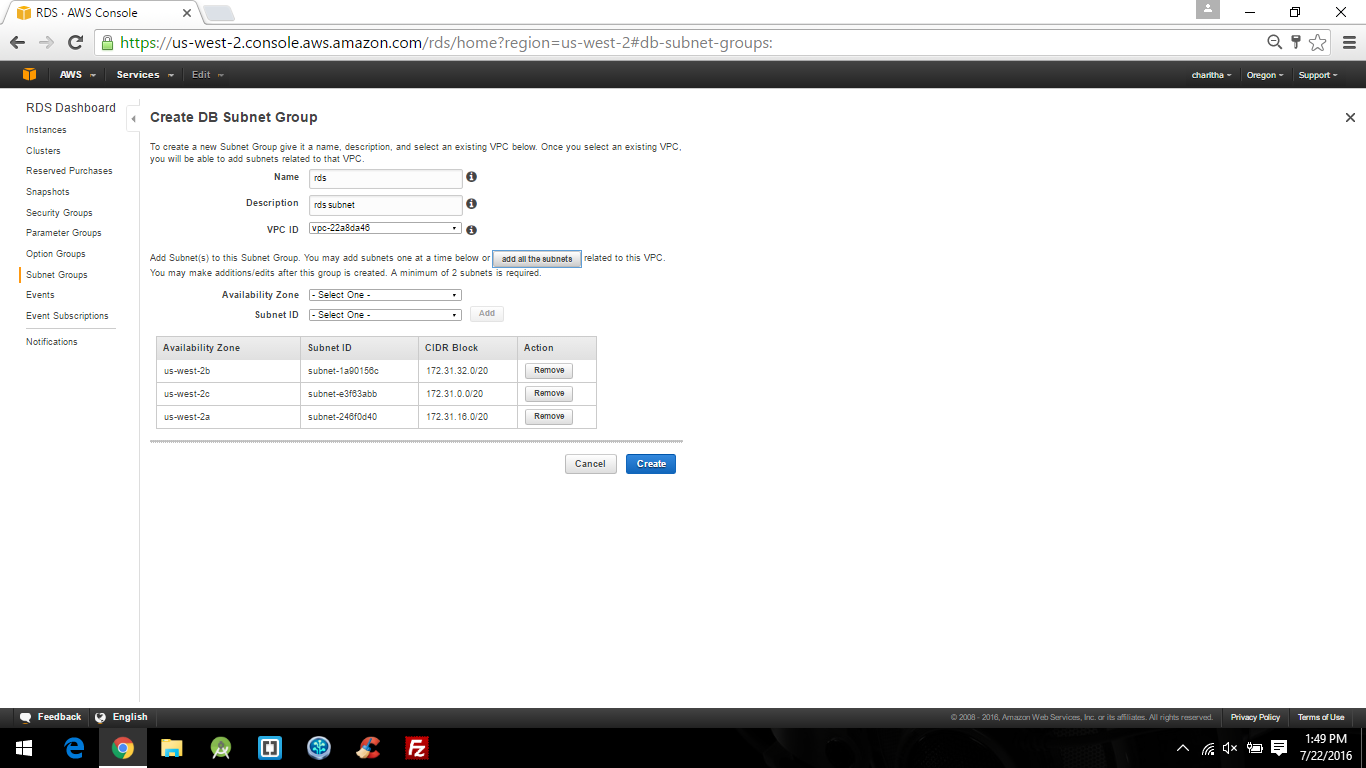 RDS · AWS Console
https://us-west-2.console.aws.amazon.com/rds/home?region=us-west-2#db-subnet-groups:
AWS Services Edit charitha Oregon Support
RDS Dashboard
Instances
Clusters
Reserved Purchases
Snapshots
Security Groups
Parameter Groups
Option Groups
Subnet Groups
Events
Event Subscriptions
Notifications
Create DB Subnet Group
To create a new Subnet Group give it a name, description, and select an existing VPC below. Once you select an existing VPC,
you will be able to add subnets related to that VPC.
Name rds
Description rds subnet
VPC ID vpc-22a8da46
Add Subnet(s) to this Subnet Group. You may add subnets one at a time below or add all the subnets related to this VPC.
You may make additions/edits after this group is created. A minimum of 2 subnets is required.
Availability Zone - Select One -
Subnet ID - Select One - Add
Availability Zone Subnet ID CIDR Block Action
us-west-2b subnet-1a90156c 172.31.32.0/20 Remove
us-west-2c subnet-e3f63abb 172.31.0.0/20 Remove
us-west-2a subnet-246f0d40 172.31.16.0/20 Remove
Cancel Create
Feedback English © 2008 - 2016, Amazon Web Services, Inc. or its affiliates. All rights reserved. Privacy Policy Terms of Use
1:49 PM
7/22/2016